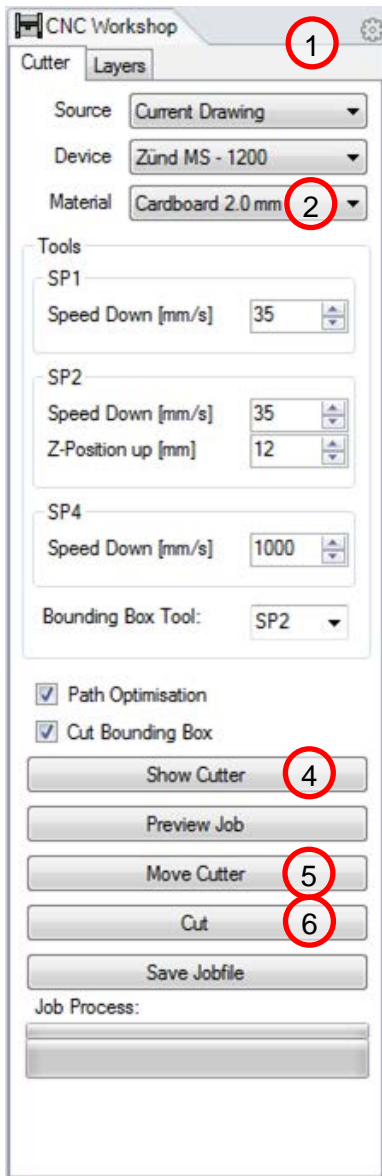 CNC Workshop
1
Cutter Layers
Source Current Drawing
Device Zünd MS - 1200
Material Cardboard 2.0 mm 2
Tools
SP1
Speed Down [mm/s] 35
SP2
Speed Down [mm/s] 35
Z-Position up [mm] 12
SP4
Speed Down [mm/s] 1000
Bounding Box Tool: SP2
Path Optimisation
Cut Bounding Box
Show Cutter 4
Preview Job
Move Cutter 5
Cut 6
Save Jobfile
Job Process: